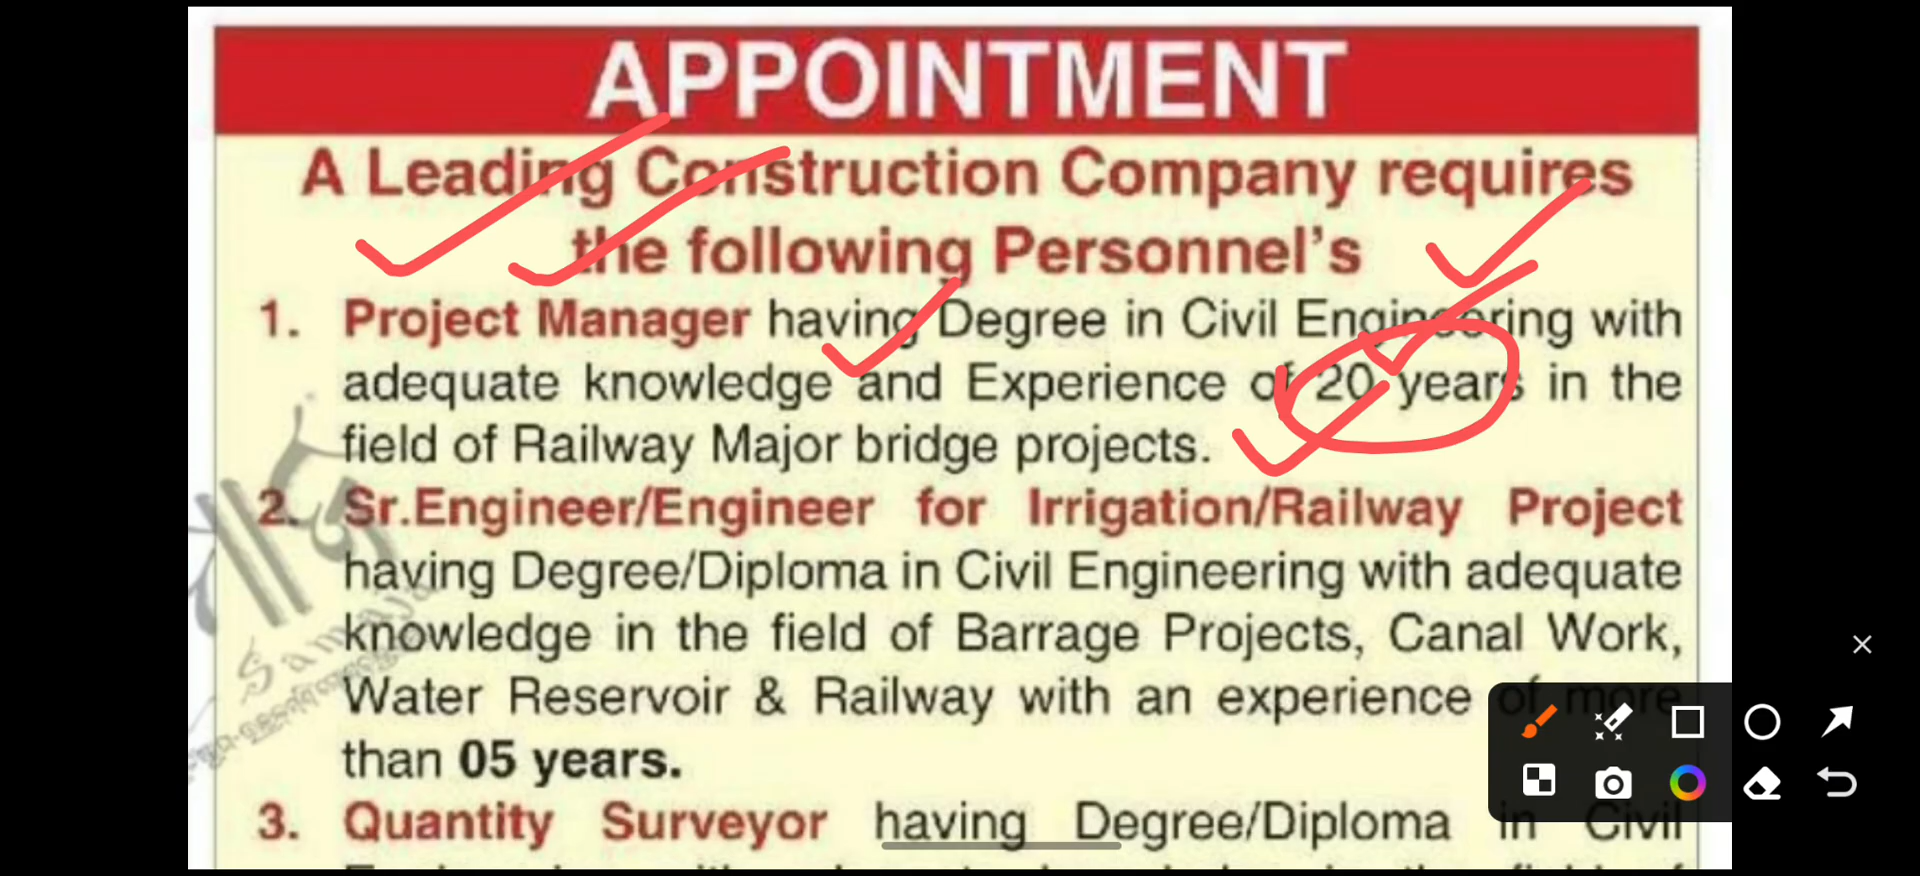 APPOINTMENT
A Leading Construction Company requires
the following Personnel's
1. Project Manager having Degree in Civil Engineering with
adequate knowledge and Experience of 20 years in the
field of Railway Major bridge projects.
2. Sr.Engineer/Engineer for Irrigation/Railway Project
having Degree/Diploma in Civil Engineering with adequate
knowledge in the field of Barrage Projects, Canal Work,
Water Reservoir & Railway with an experience of more
than 05 years.
3. Quantity Surveyor having Degree/Diploma in Civil